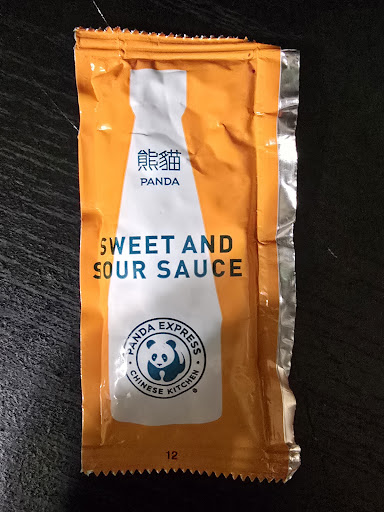 熊貓
PANDA
SWEET AND
SOUR SAUCE
PANDA EXPRESS
CHINESE KITCHEN
®
12